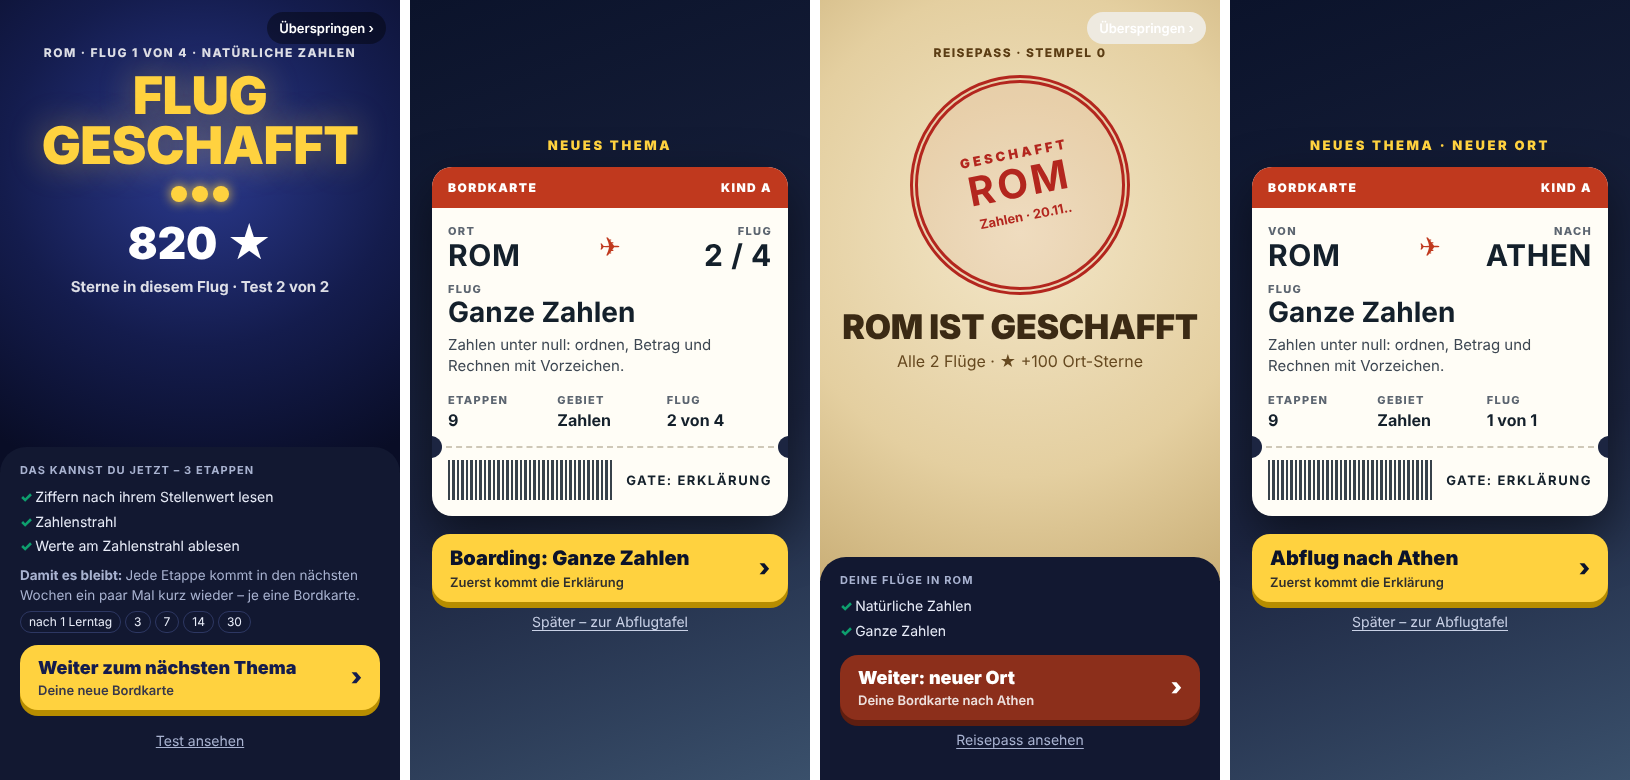 Überspringen ›
ROM · FLUG 1 VON 4 · NATÜRLICHE ZAHLEN
FLUG
GESCHAFFT
820 ★
Sterne in diesem Flug · Test 2 von 2
DAS KANNST DU JETZT – 3 ETAPPEN
✓ Ziffern nach ihrem Stellenwert lesen
✓ Zahlenstrahl
✓ Werte am Zahlenstrahl ablesen
Damit es bleibt: Jede Etappe kommt in den nächsten
Wochen ein paar Mal kurz wieder – je eine Bordkarte.
nach 1 Lerntag 3 7 14 30
Weiter zum nächsten Thema ›
Deine neue Bordkarte
Test ansehen
NEUES THEMA
BORDKARTE KIND A
ORT FLUG
ROM ✈ 2 / 4
FLUG
Ganze Zahlen
Zahlen unter null: ordnen, Betrag und
Rechnen mit Vorzeichen.
ETAPPEN GEBIET FLUG
9 Zahlen 2 von 4
GATE: ERKLÄRUNG
Boarding: Ganze Zahlen ›
Zuerst kommt die Erklärung
Später – zur Abflugtafel
Überspringen ›
REISEPASS · STEMPEL 0
GESCHAFFT
ROM
Zahlen · 20.11..
ROM IST GESCHAFFT
Alle 2 Flüge · ★ +100 Ort-Sterne
DEINE FLÜGE IN ROM
✓ Natürliche Zahlen
✓ Ganze Zahlen
Weiter: neuer Ort ›
Deine Bordkarte nach Athen
Reisepass ansehen
NEUES THEMA · NEUER ORT
BORDKARTE KIND A
VON NACH
ROM ✈ ATHEN
FLUG
Ganze Zahlen
Zahlen unter null: ordnen, Betrag und
Rechnen mit Vorzeichen.
ETAPPEN GEBIET FLUG
9 Zahlen 1 von 1
GATE: ERKLÄRUNG
Abflug nach Athen ›
Zuerst kommt die Erklärung
Später – zur Abflugtafel